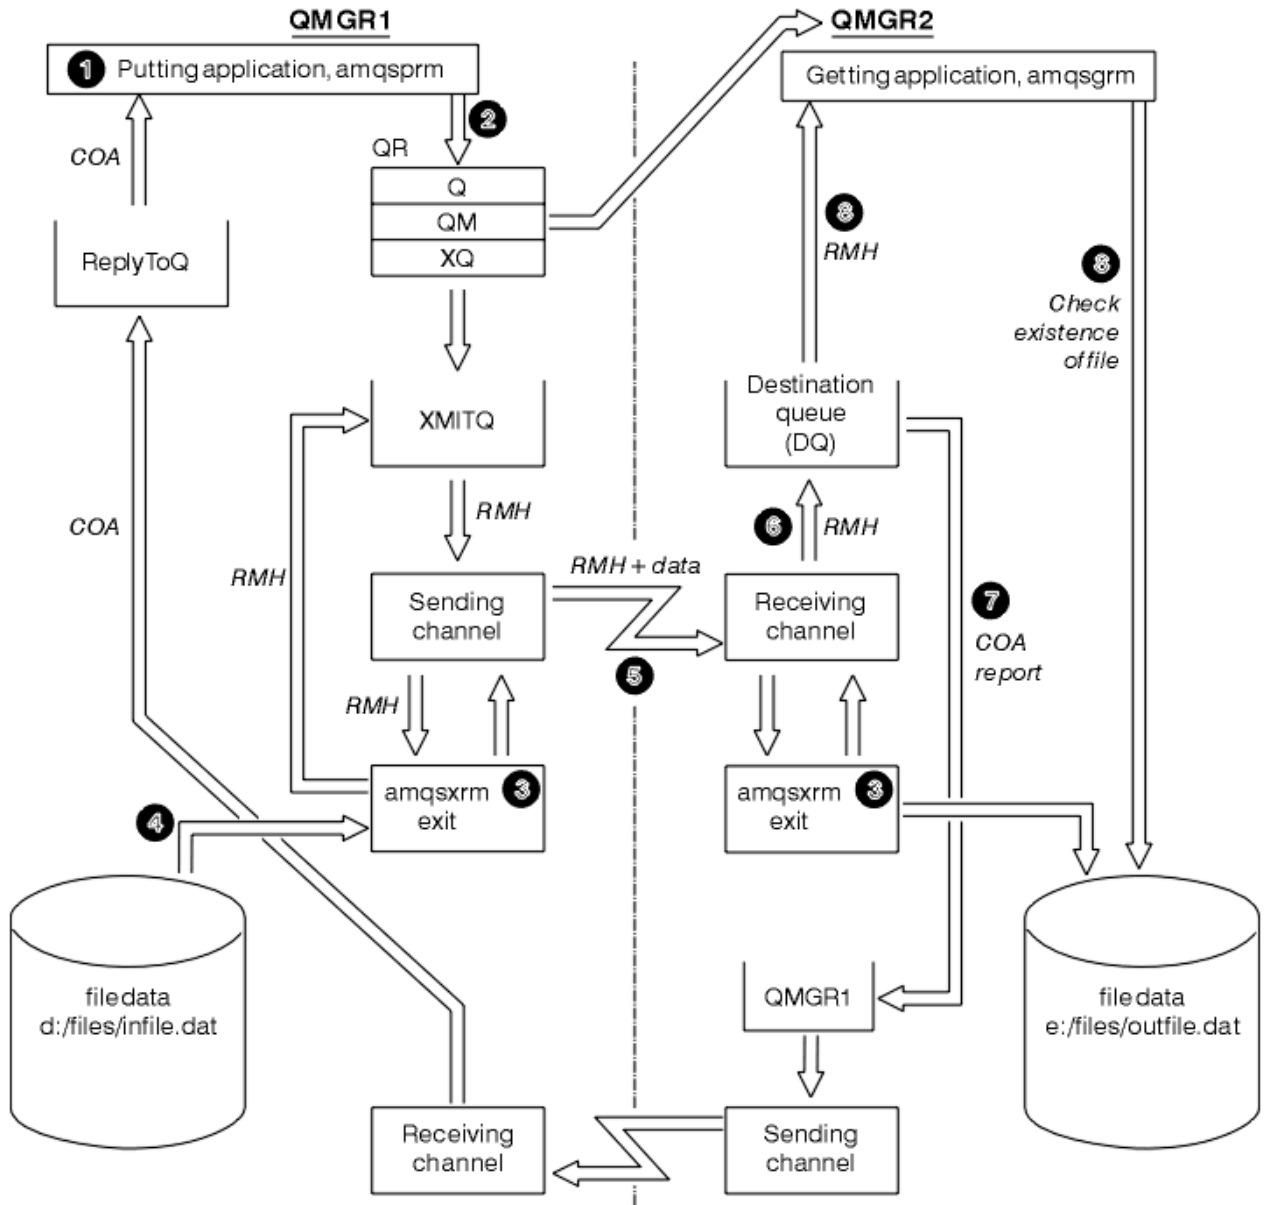 QMGR1
QMGR2
1 Putting application, amqsprm
Getting application, amqsgrm
2
COA
QR
Q
QM
XQ
8
RMH
ReplyToQ
8
Check
existence
of file
XMITQ
Destination
queue
(DQ)
RMH
6
RMH
COA
RMH
RMH + data
Sending
channel
Receiving
channel
7
COA
report
5
RMH
amqsxrm
exit
3
amqsxrm
exit
3
4
file data
d:/files/infile.dat
QMGR1
file data
e:/files/outfile.dat
Receiving
channel
Sending
channel